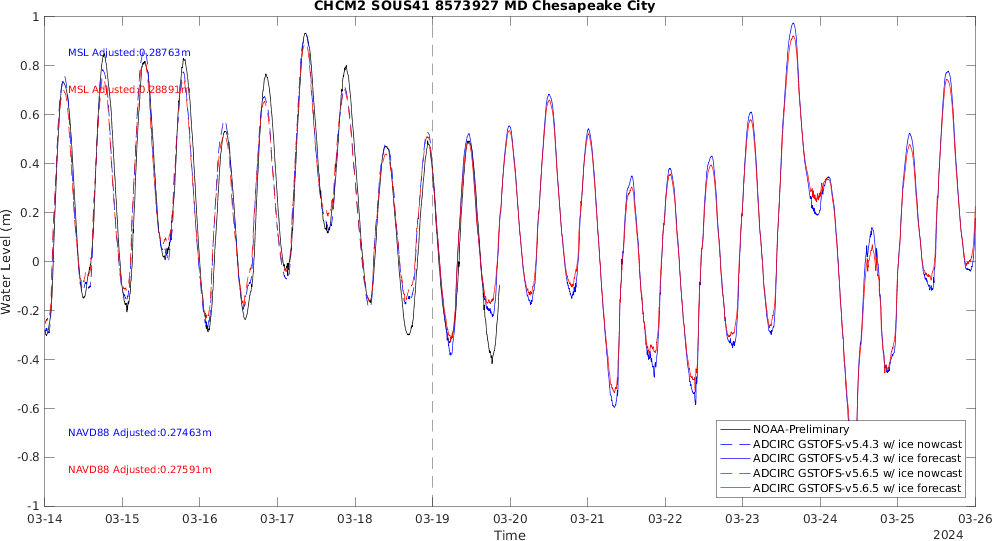 CHCM2 SOUS41 8573927 MD Chesapeake City
1
0.8
0.6
0.4
0.2
0
-0.2
-0.4
-0.6
-0.8
-1
Water Level (m)
MSL Adjusted:0.28763m
MSL Adjusted:0.28891m
NAVD88 Adjusted:0.27463m
NAVD88 Adjusted:0.27591m
NOAA-Preliminary
ADCIRC GSTOFS-v5.4.3 w/ ice nowcast
ADCIRC GSTOFS-v5.4.3 w/ ice forecast
ADCIRC GSTOFS-v5.6.5 w/ ice nowcast
ADCIRC GSTOFS-v5.6.5 w/ ice forecast
03-14 03-15 03-16 03-17 03-18 03-19 03-20 03-21 03-22 03-23 03-24 03-25 03-26
Time
2024